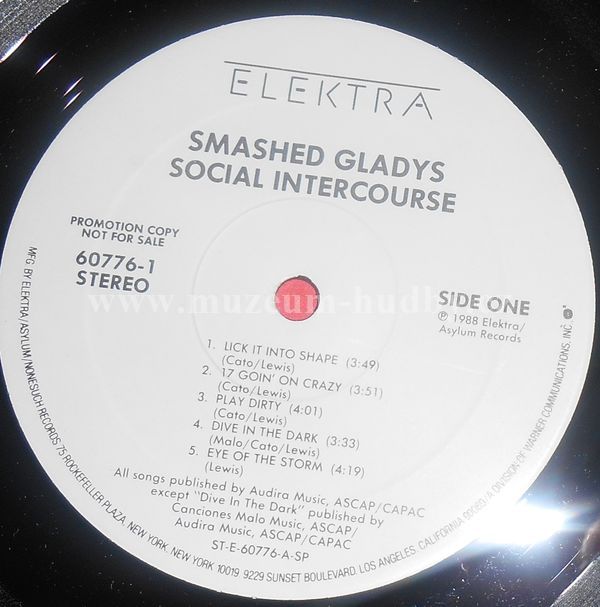 ELEKTRA
SMASHED GLADYS
SOCIAL INTERCOURSE
PROMOTION COPY
NOT FOR SALE
60776-1
STEREO
SIDE ONE
℗ 1988 Elektra/
Asylum Records
www.muzeum-hudby
1. LICK IT INTO SHAPE (3:49)
(Cato/Lewis)
2. 17 GOIN' ON CRAZY (3:51)
(Cato/Lewis)
3. PLAY DIRTY (4:01)
(Cato/Lewis)
4. DIVE IN THE DARK (3:33)
(Malo/Cato/Lewis)
5. EYE OF THE STORM (4:19)
(Lewis)
All songs published by Audira Music, ASCAP/CAPAC
except "Dive In The Dark" published by
Canciones Malo Music, ASCAP/
Audira Music, ASCAP/CAPAC
ST-E-60776-A-SP
MFG BY ELEKTRA/ASYLUM/NONESUCH RECORDS 75 ROCKEFELLER PLAZA, NEW YORK, NEW YORK 10019 9229 SUNSET BOULEVARD, LOS ANGELES, CALIFORNIA 90069/A DIVISION OF WARNER COMMUNICATIONS, INC.